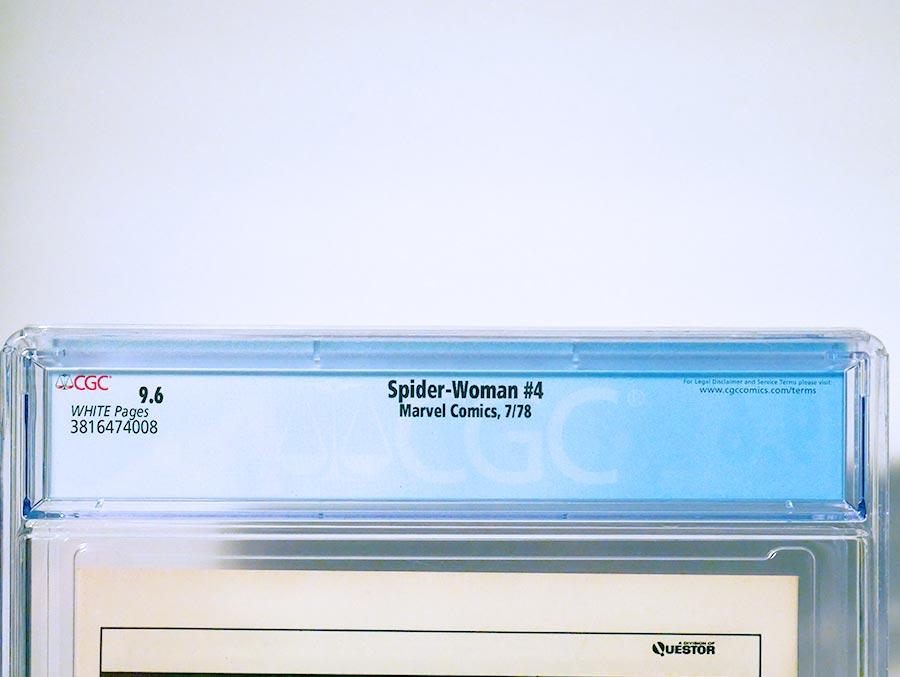 CGC
9.6
WHITE Pages
3816474008
Spider-Woman #4
Marvel Comics, 7/78
For Legal Disclaimer and Service Terms please visit:
www.cgccomics.com/terms
CGC®
A DIVISION OF
QUESTOR